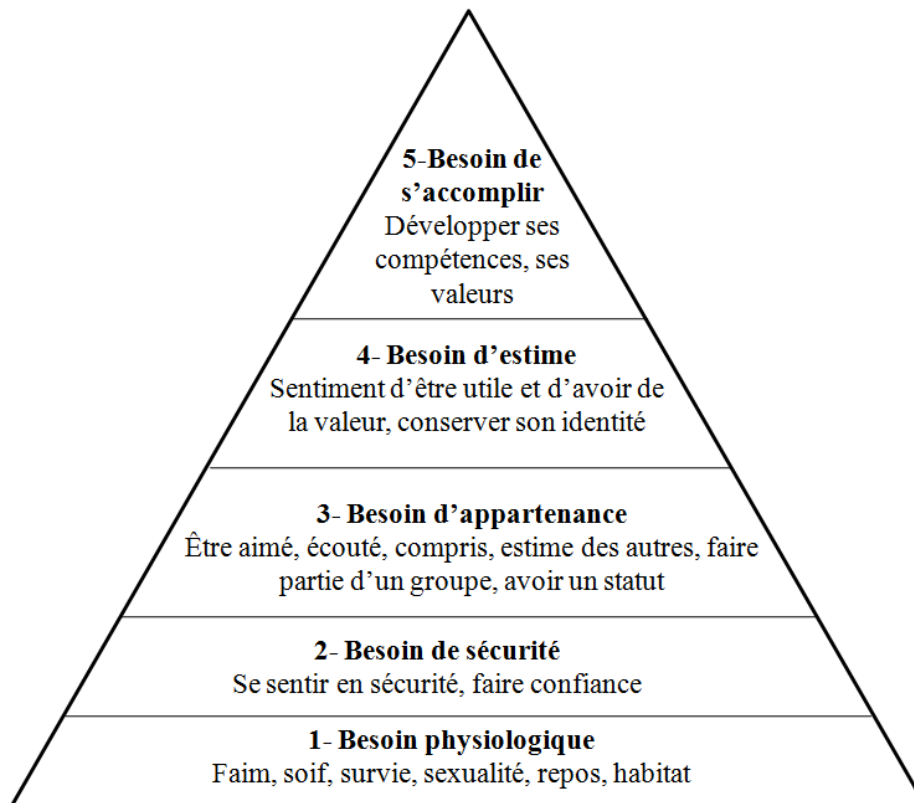 5-Besoin de
s’accomplir
Développer ses
compétences, ses
valeurs
4- Besoin d’estime
Sentiment d’être utile et d’avoir de
la valeur, conserver son identité
3- Besoin d’appartenance
Être aimé, écouté, compris, estime des autres, faire
partie d’un groupe, avoir un statut
2- Besoin de sécurité
Se sentir en sécurité, faire confiance
1- Besoin physiologique
Faim, soif, survie, sexualité, repos, habitat